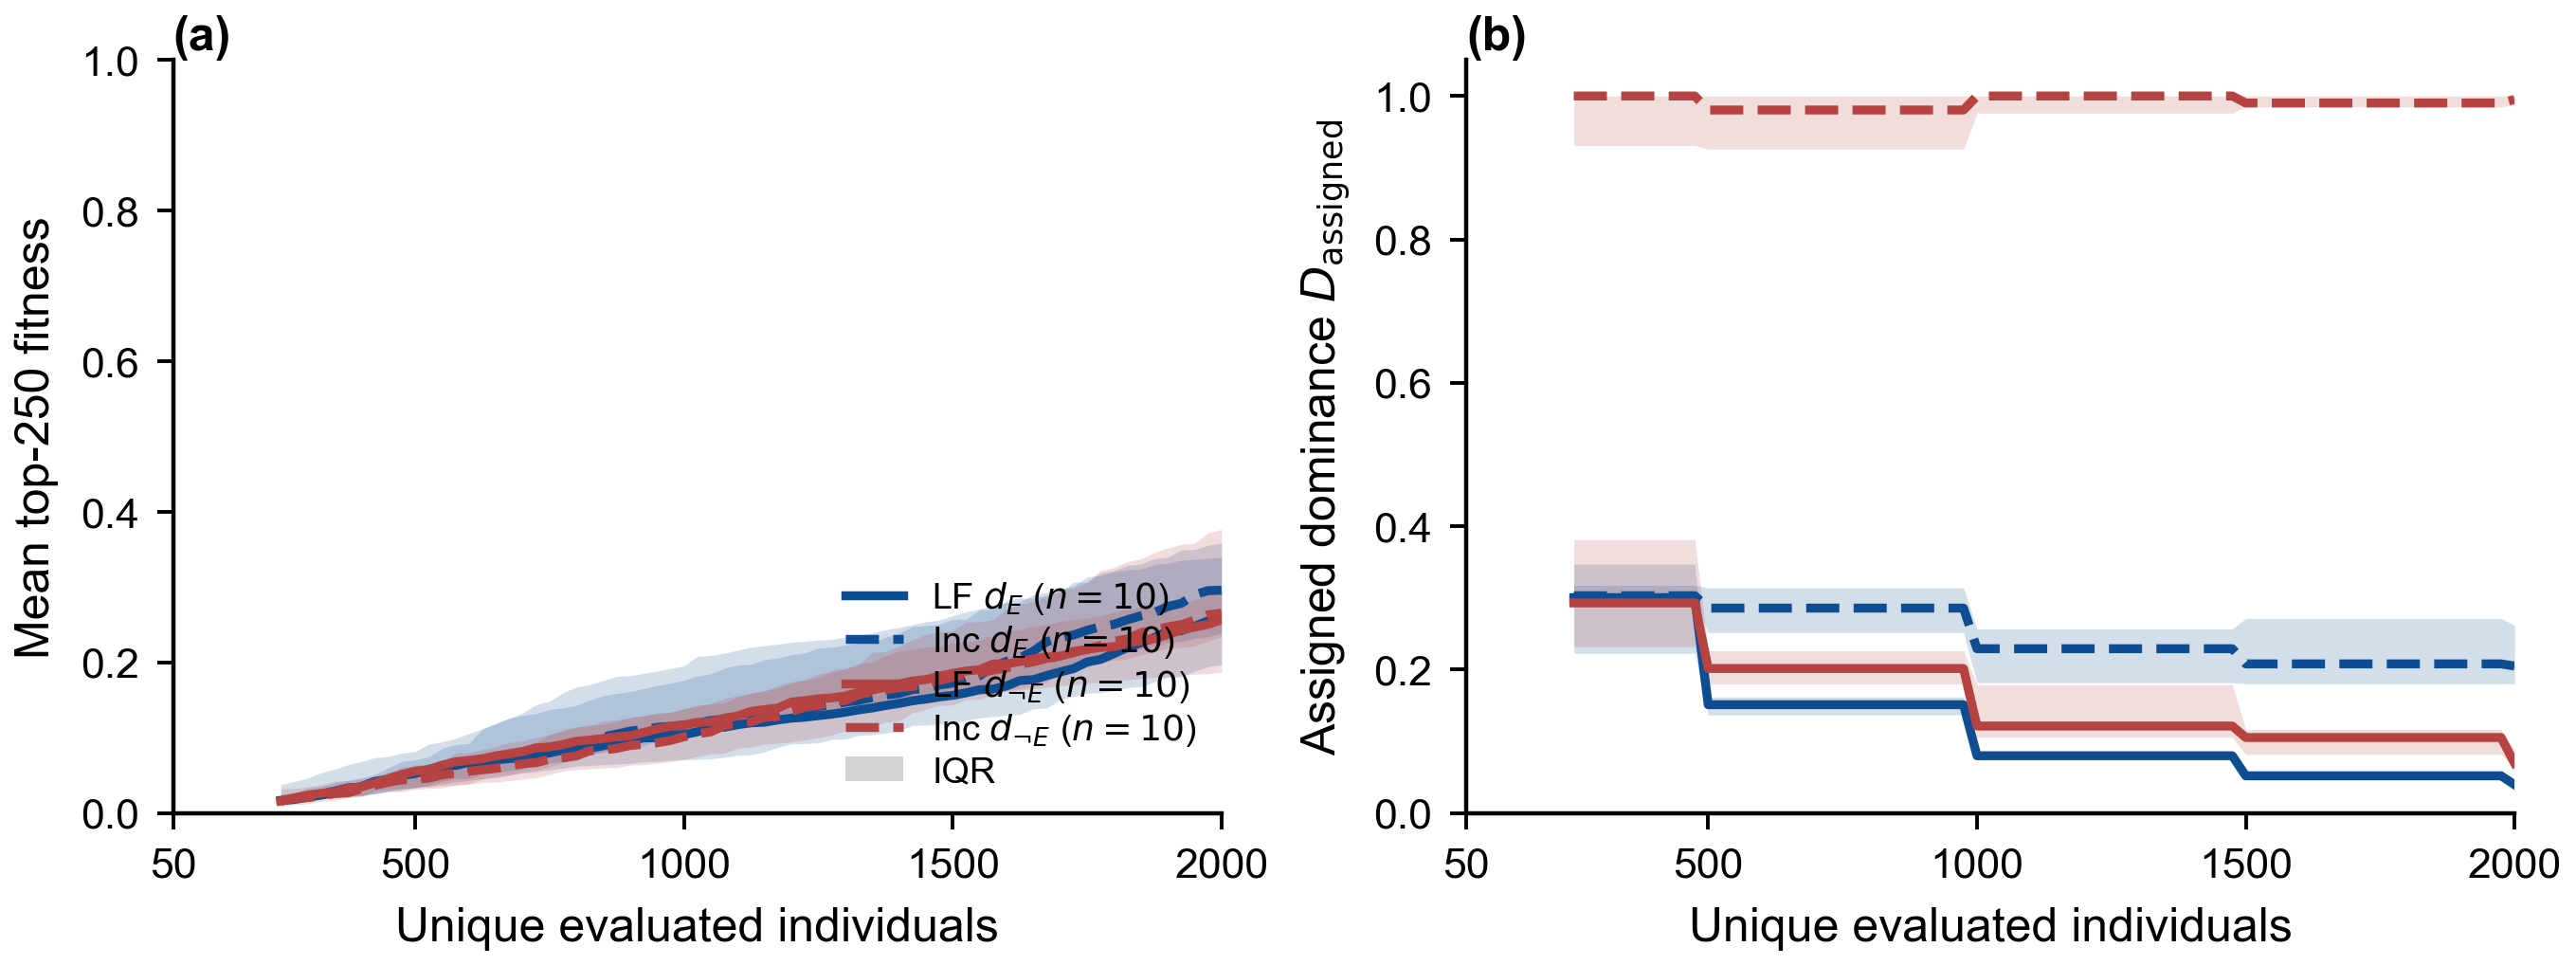 (a)
1.0
0.8
0.6
0.4
0.2
0.0
Mean top-250 fitness
LF d_E (n = 10)
Inc d_E (n = 10)
LF d_¬E (n = 10)
Inc d_¬E (n = 10)
IQR
50 500 1000 1500 2000
Unique evaluated individuals
(b)
1.0
0.8
0.6
0.4
0.2
0.0
Assigned dominance D_assigned
50 500 1000 1500 2000
Unique evaluated individuals